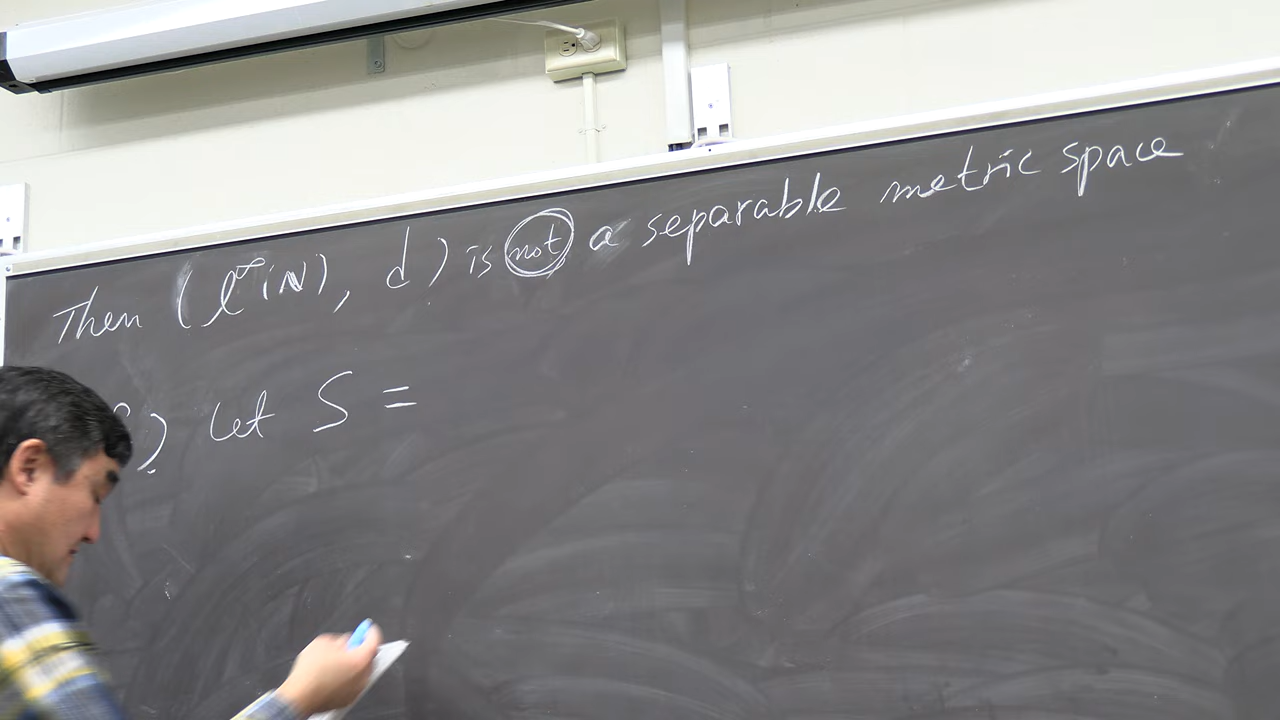 Then (ℓ^∞(ℕ), d) is not a separable metric space
) Let S =